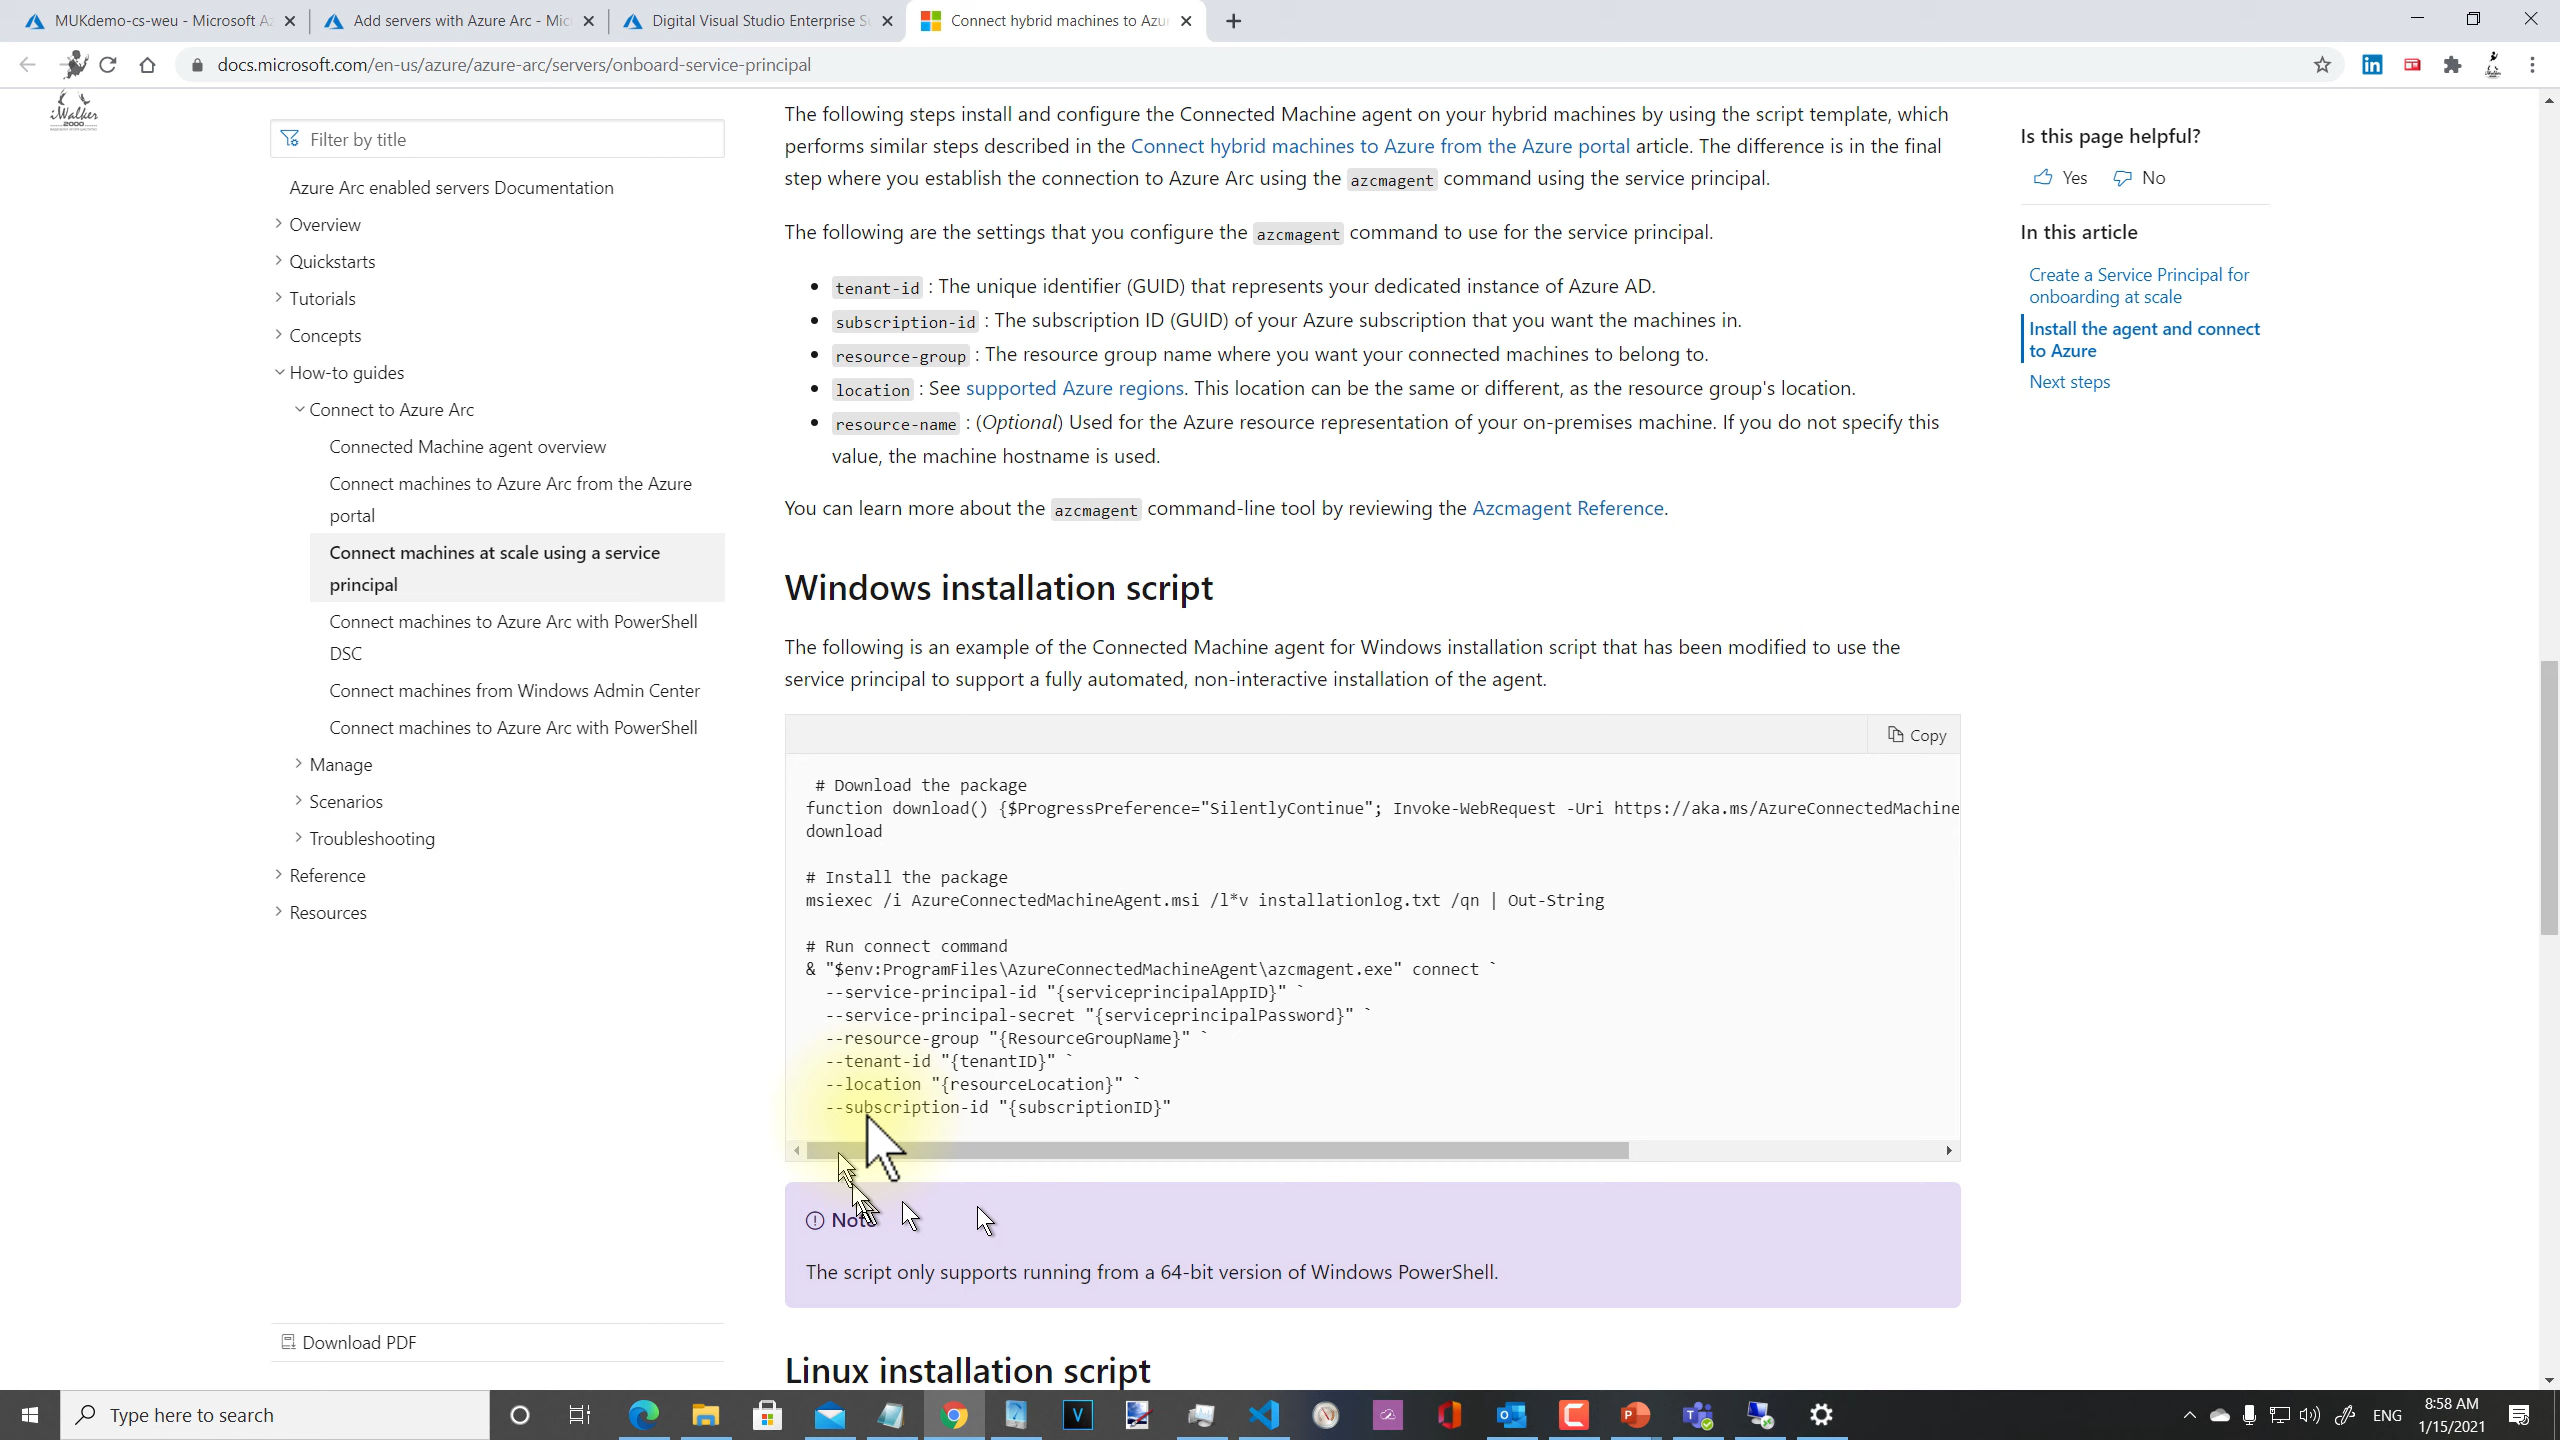 MUKdemo-cs-weu - Microsoft Az
Add servers with Azure Arc - Mic
Digital Visual Studio Enterprise Su
Connect hybrid machines to Azur
docs.microsoft.com/en-us/azure/azure-arc/servers/onboard-service-principal
iWalker
2000
Filter by title
Azure Arc enabled servers Documentation
Overview
Quickstarts
Tutorials
Concepts
How-to guides
Connect to Azure Arc
Connected Machine agent overview
Connect machines to Azure Arc from the Azure
portal
Connect machines at scale using a service
principal
Connect machines to Azure Arc with PowerShell
DSC
Connect machines from Windows Admin Center
Connect machines to Azure Arc with PowerShell
Manage
Scenarios
Troubleshooting
Reference
Resources
Download PDF
The following steps install and configure the Connected Machine agent on your hybrid machines by using the script template, which
performs similar steps described in the Connect hybrid machines to Azure from the Azure portal article. The difference is in the final
step where you establish the connection to Azure Arc using the azcmagent command using the service principal.
The following are the settings that you configure the azcmagent command to use for the service principal.
• tenant-id : The unique identifier (GUID) that represents your dedicated instance of Azure AD.
• subscription-id : The subscription ID (GUID) of your Azure subscription that you want the machines in.
• resource-group : The resource group name where you want your connected machines to belong to.
• location : See supported Azure regions. This location can be the same or different, as the resource group's location.
• resource-name : (Optional) Used for the Azure resource representation of your on-premises machine. If you do not specify this
value, the machine hostname is used.
You can learn more about the azcmagent command-line tool by reviewing the Azcmagent Reference.
Windows installation script
The following is an example of the Connected Machine agent for Windows installation script that has been modified to use the
service principal to support a fully automated, non-interactive installation of the agent.
Copy
# Download the package
function download() {$ProgressPreference="SilentlyContinue"; Invoke-WebRequest -Uri https://aka.ms/AzureConnectedMachine
download
# Install the package
msiexec /i AzureConnectedMachineAgent.msi /l*v installationlog.txt /qn | Out-String
# Run connect command
& "$env:ProgramFiles\AzureConnectedMachineAgent\azcmagent.exe" connect `
--service-principal-id "{serviceprincipalAppID}" `
--service-principal-secret "{serviceprincipalPassword}" `
--resource-group "{ResourceGroupName}" `
--tenant-id "{tenantID}" `
--location "{resourceLocation}" `
--subscription-id "{subscriptionID}"
Note
The script only supports running from a 64-bit version of Windows PowerShell.
Linux installation script
Is this page helpful?
Yes No
In this article
Create a Service Principal for
onboarding at scale
Install the agent and connect
to Azure
Next steps
Type here to search
ENG
8:58 AM
1/15/2021